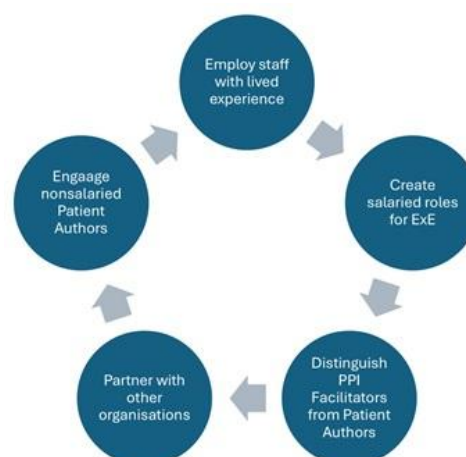 Employ staff
with lived
experience
Create
salaried roles
for ExE
Distinguish
PPI
Facilitators
from Patient
Authors
Partner with
other
organisations
Engaage
nonsalaried
Patient
Authors